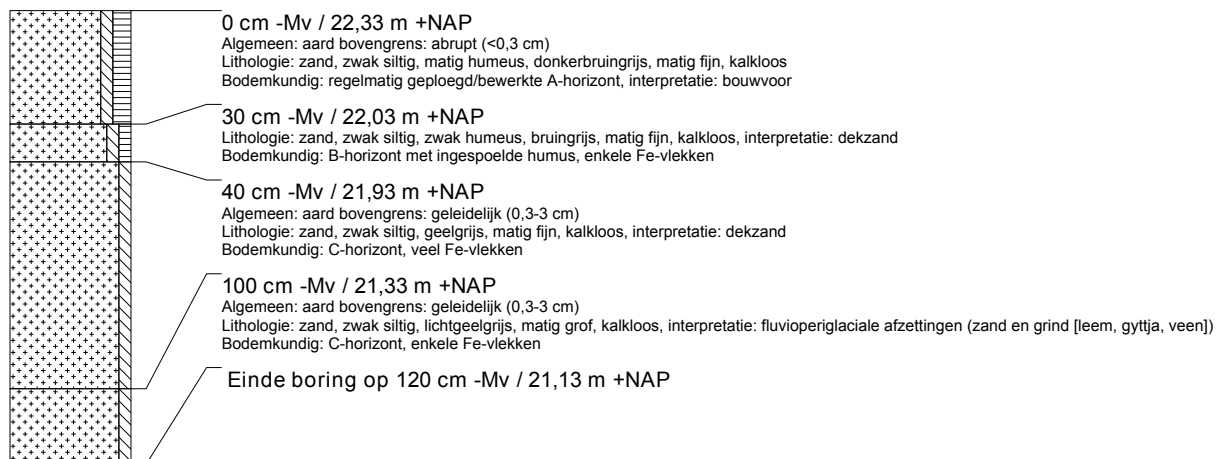 0 cm -Mv / 22,33 m +NAP
Algemeen: aard bovengrens: abrupt (<0,3 cm)
Lithologie: zand, zwak siltig, matig humeus, donkerbruingrijs, matig fijn, kalkloos
Bodemkundig: regelmatig geploegd/bewerkte A-horizont, interpretatie: bouwvoor
30 cm -Mv / 22,03 m +NAP
Lithologie: zand, zwak siltig, zwak humeus, bruingrijs, matig fijn, kalkloos, interpretatie: dekzand
Bodemkundig: B-horizont met ingespoelde humus, enkele Fe-vlekken
40 cm -Mv / 21,93 m +NAP
Algemeen: aard bovengrens: geleidelijk (0,3-3 cm)
Lithologie: zand, zwak siltig, geelgrijs, matig fijn, kalkloos, interpretatie: dekzand
Bodemkundig: C-horizont, veel Fe-vlekken
100 cm -Mv / 21,33 m +NAP
Algemeen: aard bovengrens: geleidelijk (0,3-3 cm)
Lithologie: zand, zwak siltig, lichtgeelgrijs, matig grof, kalkloos, interpretatie: fluvioperiglaciale afzettingen (zand en grind [leem, gyttja, veen])
Bodemkundig: C-horizont, enkele Fe-vlekken
Einde boring op 120 cm -Mv / 21,13 m +NAP